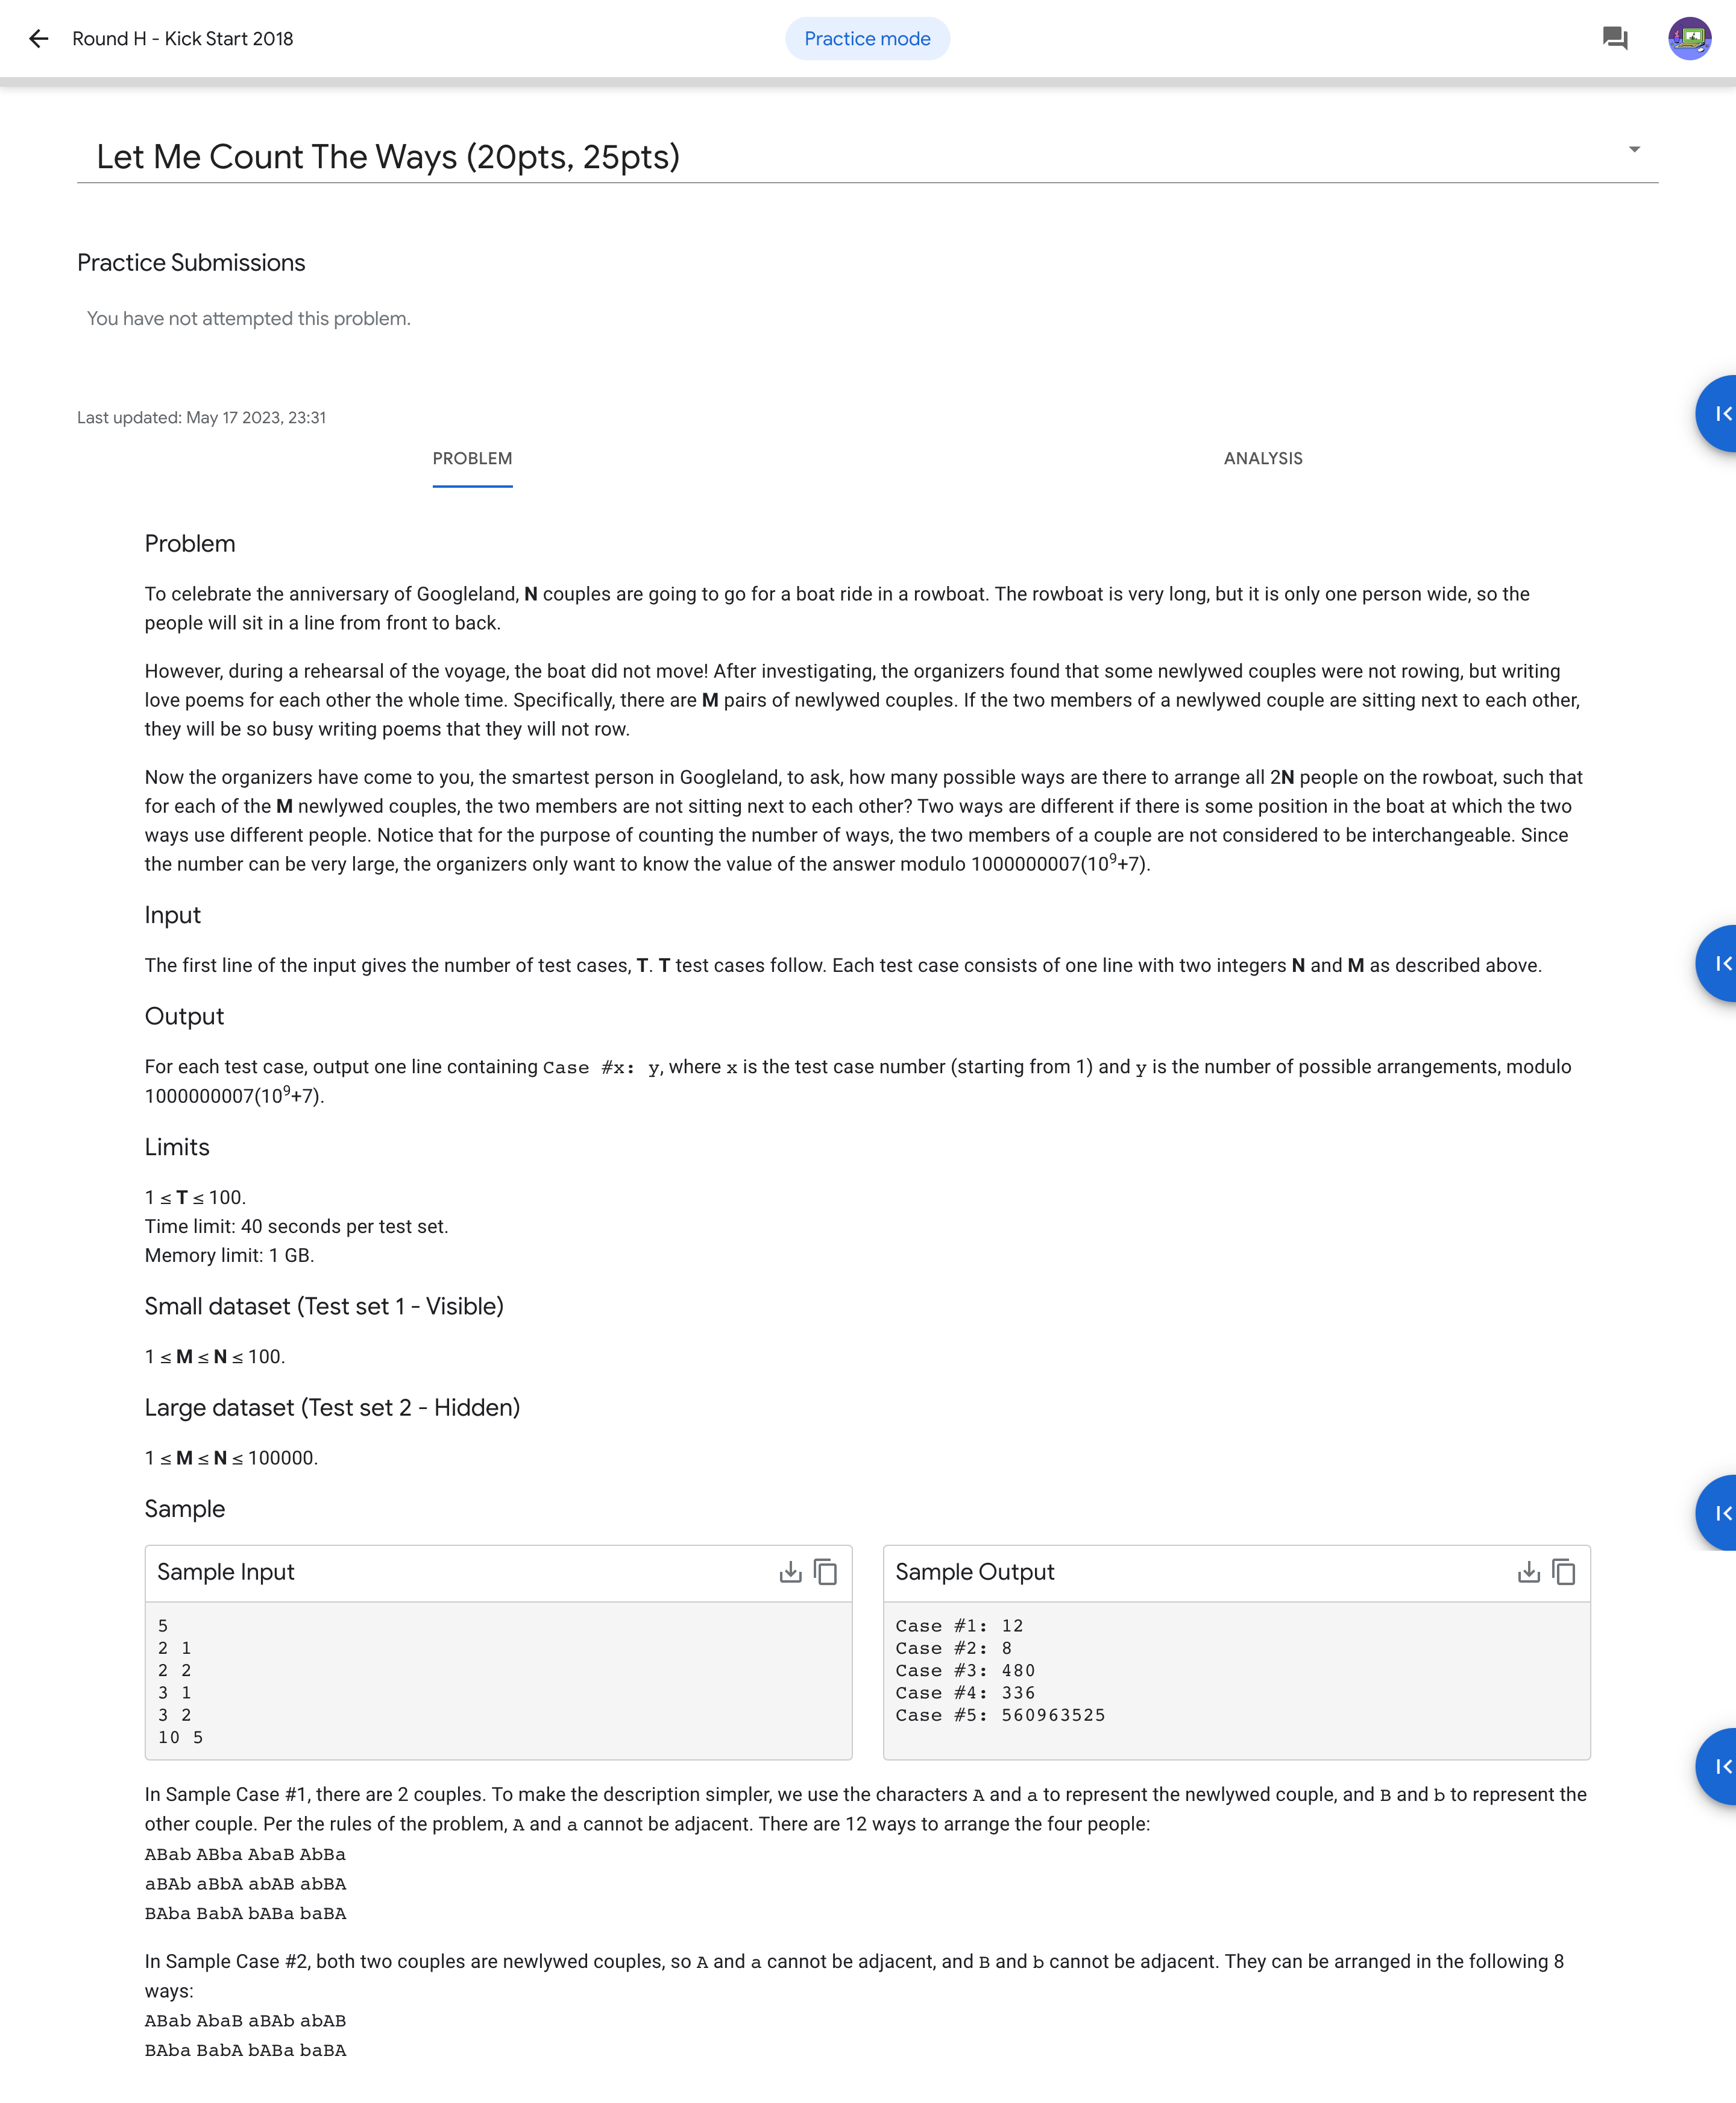 Round H - Kick Start 2018
Practice mode
Let Me Count The Ways (20pts, 25pts)
Practice Submissions
You have not attempted this problem.
Last updated: May 17 2023, 23:31
PROBLEM
ANALYSIS
Problem
To celebrate the anniversary of Googleland, N couples are going to go for a boat ride in a rowboat. The rowboat is very long, but it is only one person wide, so the
people will sit in a line from front to back.
However, during a rehearsal of the voyage, the boat did not move! After investigating, the organizers found that some newlywed couples were not rowing, but writing
love poems for each other the whole time. Specifically, there are M pairs of newlywed couples. If the two members of a newlywed couple are sitting next to each other,
they will be so busy writing poems that they will not row.
Now the organizers have come to you, the smartest person in Googleland, to ask, how many possible ways are there to arrange all 2N people on the rowboat, such that
for each of the M newlywed couples, the two members are not sitting next to each other? Two ways are different if there is some position in the boat at which the two
ways use different people. Notice that for the purpose of counting the number of ways, the two members of a couple are not considered to be interchangeable. Since
the number can be very large, the organizers only want to know the value of the answer modulo 1000000007(10⁹+7).
Input
The first line of the input gives the number of test cases, T. T test cases follow. Each test case consists of one line with two integers N and M as described above.
Output
For each test case, output one line containing Case #x: y, where x is the test case number (starting from 1) and y is the number of possible arrangements, modulo
1000000007(10⁹+7).
Limits
1 ≤ T ≤ 100.
Time limit: 40 seconds per test set.
Memory limit: 1 GB.
Small dataset (Test set 1 - Visible)
1 ≤ M ≤ N ≤ 100.
Large dataset (Test set 2 - Hidden)
1 ≤ M ≤ N ≤ 100000.
Sample
Sample Input
5
2 1
2 2
3 1
3 2
10 5
Sample Output
Case #1: 12
Case #2: 8
Case #3: 480
Case #4: 336
Case #5: 560963525
In Sample Case #1, there are 2 couples. To make the description simpler, we use the characters A and a to represent the newlywed couple, and B and b to represent the
other couple. Per the rules of the problem, A and a cannot be adjacent. There are 12 ways to arrange the four people:
ABab ABba AbaB AbBa
aBAb aBbA abAB abBA
BAba BabA bABa baBA
In Sample Case #2, both two couples are newlywed couples, so A and a cannot be adjacent, and B and b cannot be adjacent. They can be arranged in the following 8
ways:
ABab AbaB aBAb abAB
BAba BabA bABa baBA